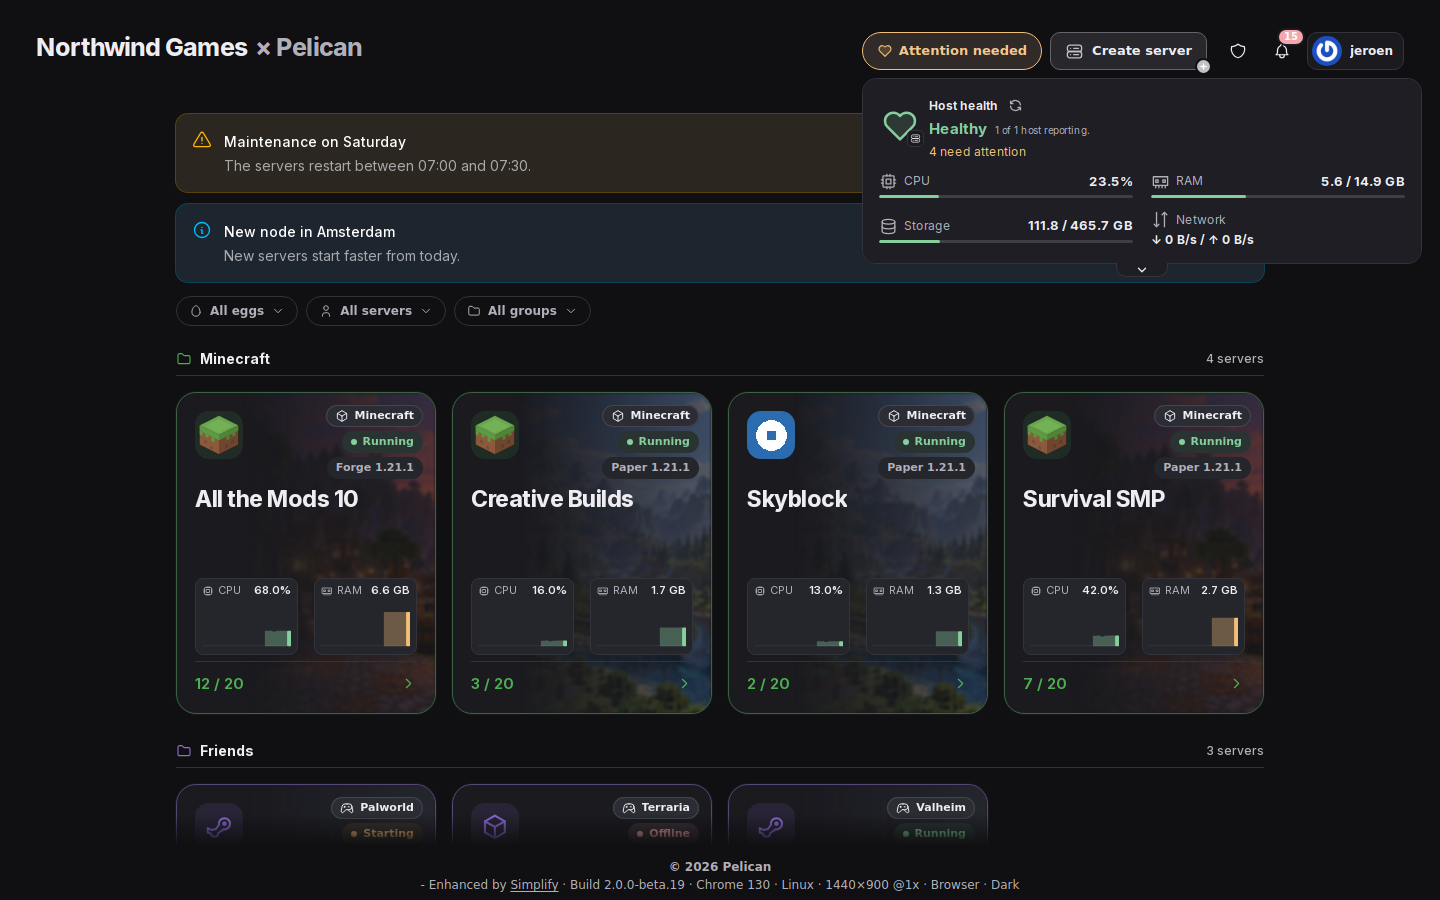 Northwind Games × Pelican
Attention needed
Create server
15
jeroen
Host health
Healthy 1 of 1 host reporting.
4 need attention
CPU 23.5%
RAM 5.6 / 14.9 GB
Storage 111.8 / 465.7 GB
Network
↓ 0 B/s / ↑ 0 B/s
Maintenance on Saturday
The servers restart between 07:00 and 07:30.
New node in Amsterdam
New servers start faster from today.
All eggs
All servers
All groups
Minecraft
4 servers
Minecraft
Running
Forge 1.21.1
All the Mods 10
CPU 68.0%
RAM 6.6 GB
12 / 20
Minecraft
Running
Paper 1.21.1
Creative Builds
CPU 16.0%
RAM 1.7 GB
3 / 20
Minecraft
Running
Paper 1.21.1
Skyblock
CPU 13.0%
RAM 1.3 GB
2 / 20
Minecraft
Running
Paper 1.21.1
Survival SMP
CPU 42.0%
RAM 2.7 GB
7 / 20
Friends
3 servers
Palworld
Starting
Terraria
Offline
Valheim
Running
© 2026 Pelican
- Enhanced by Simplify · Build 2.0.0-beta.19 · Chrome 130 · Linux · 1440×900 @1x · Browser · Dark